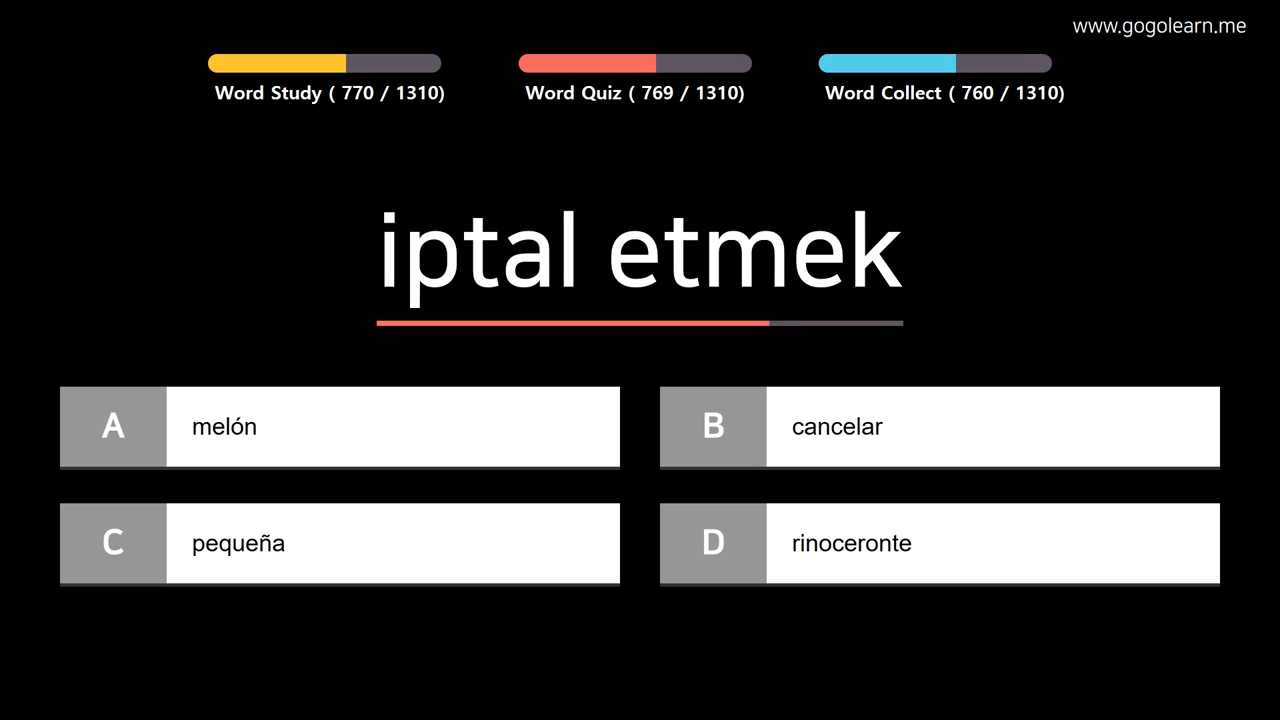 www.gogolearn.me
Word Study ( 770 / 1310)
Word Quiz ( 769 / 1310)
Word Collect ( 760 / 1310)
iptal etmek
A
melón
B
cancelar
C
pequeña
D
rinoceronte